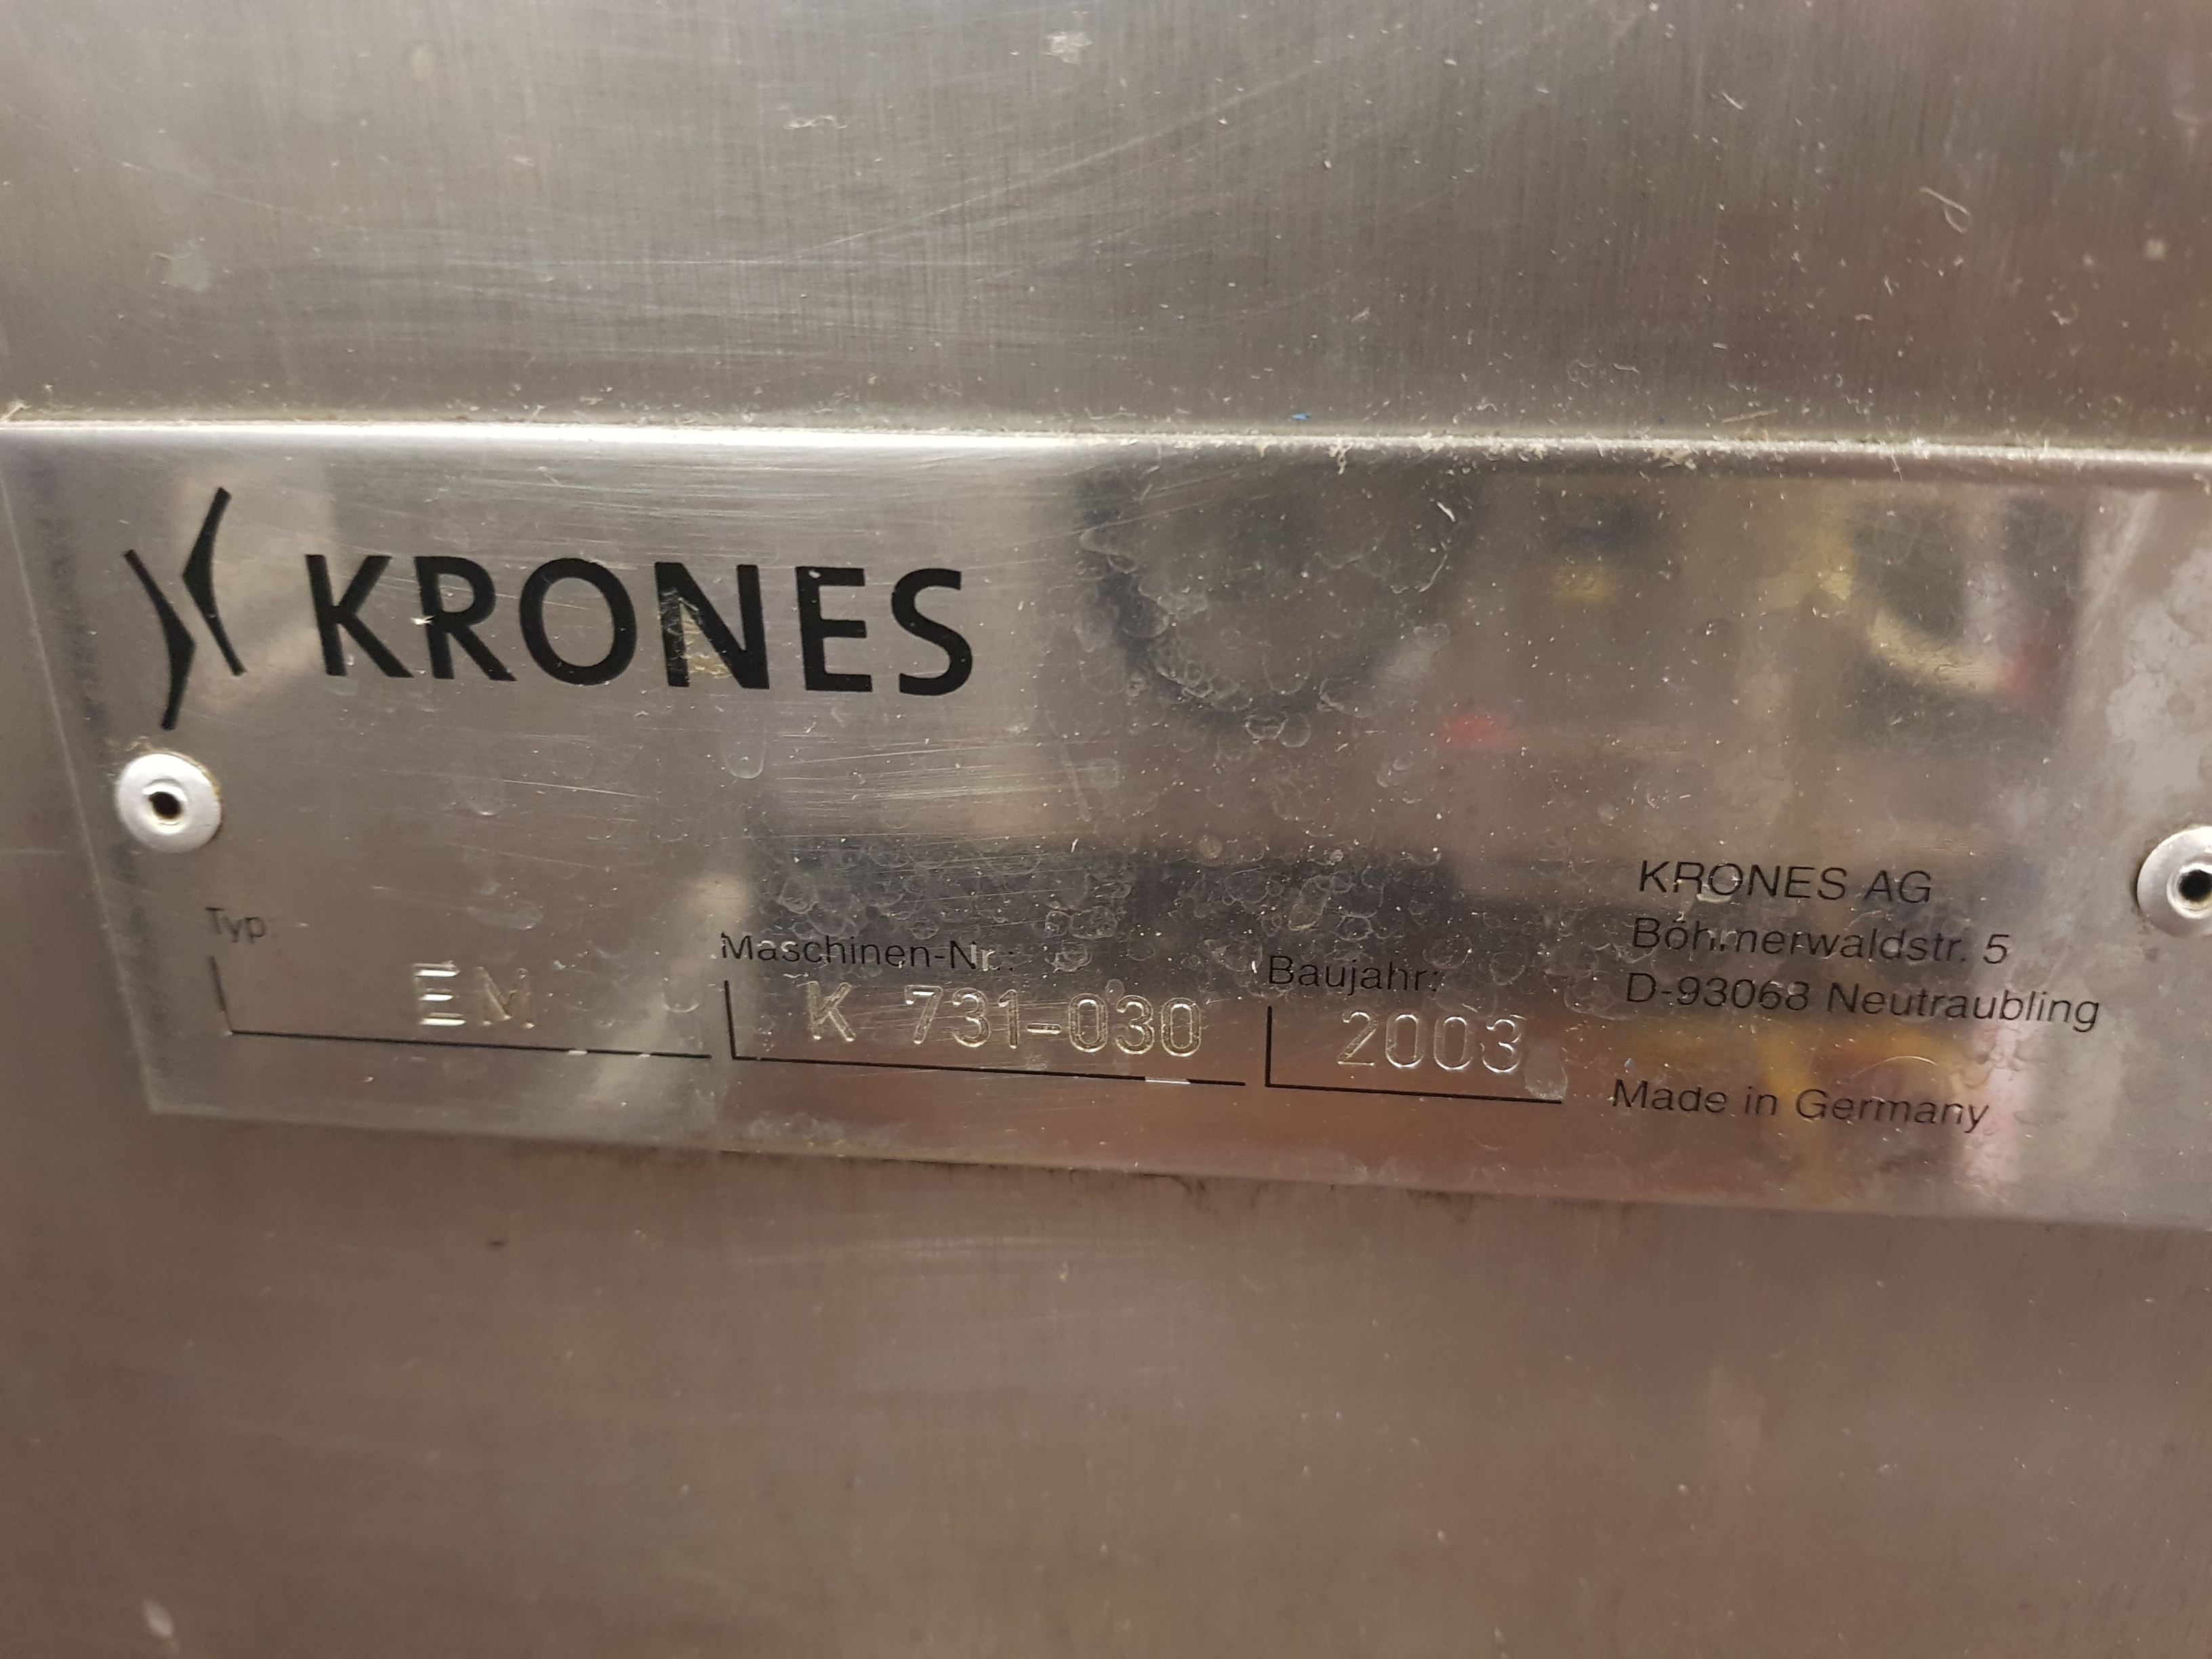 KRONES
Typ:
EM
Maschinen-Nr.:
K 731-030
Baujahr:
2003
KRONES AG
Böhmerwaldstr. 5
D-93068 Neutraubling
Made in Germany